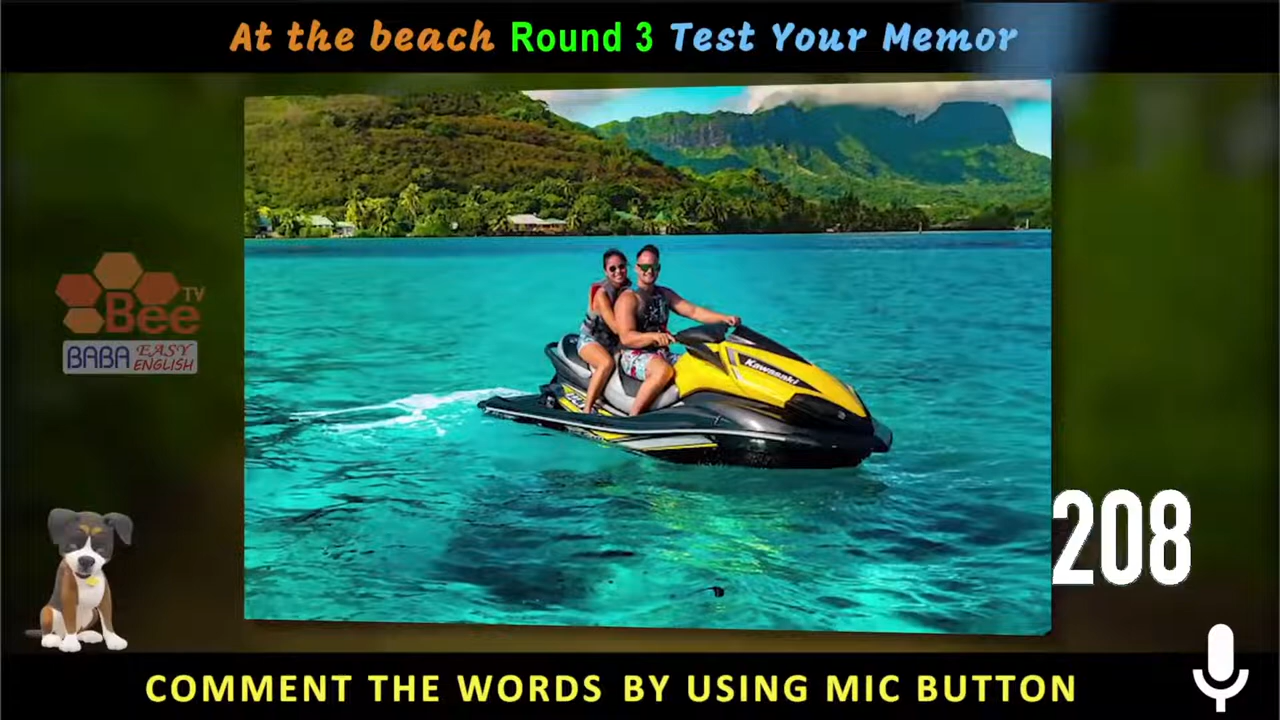 At the beach Round 3 Test Your Memor
Bee TV
BABA EASY ENGLISH
Kawasaki
208
COMMENT THE WORDS BY USING MIC BUTTON